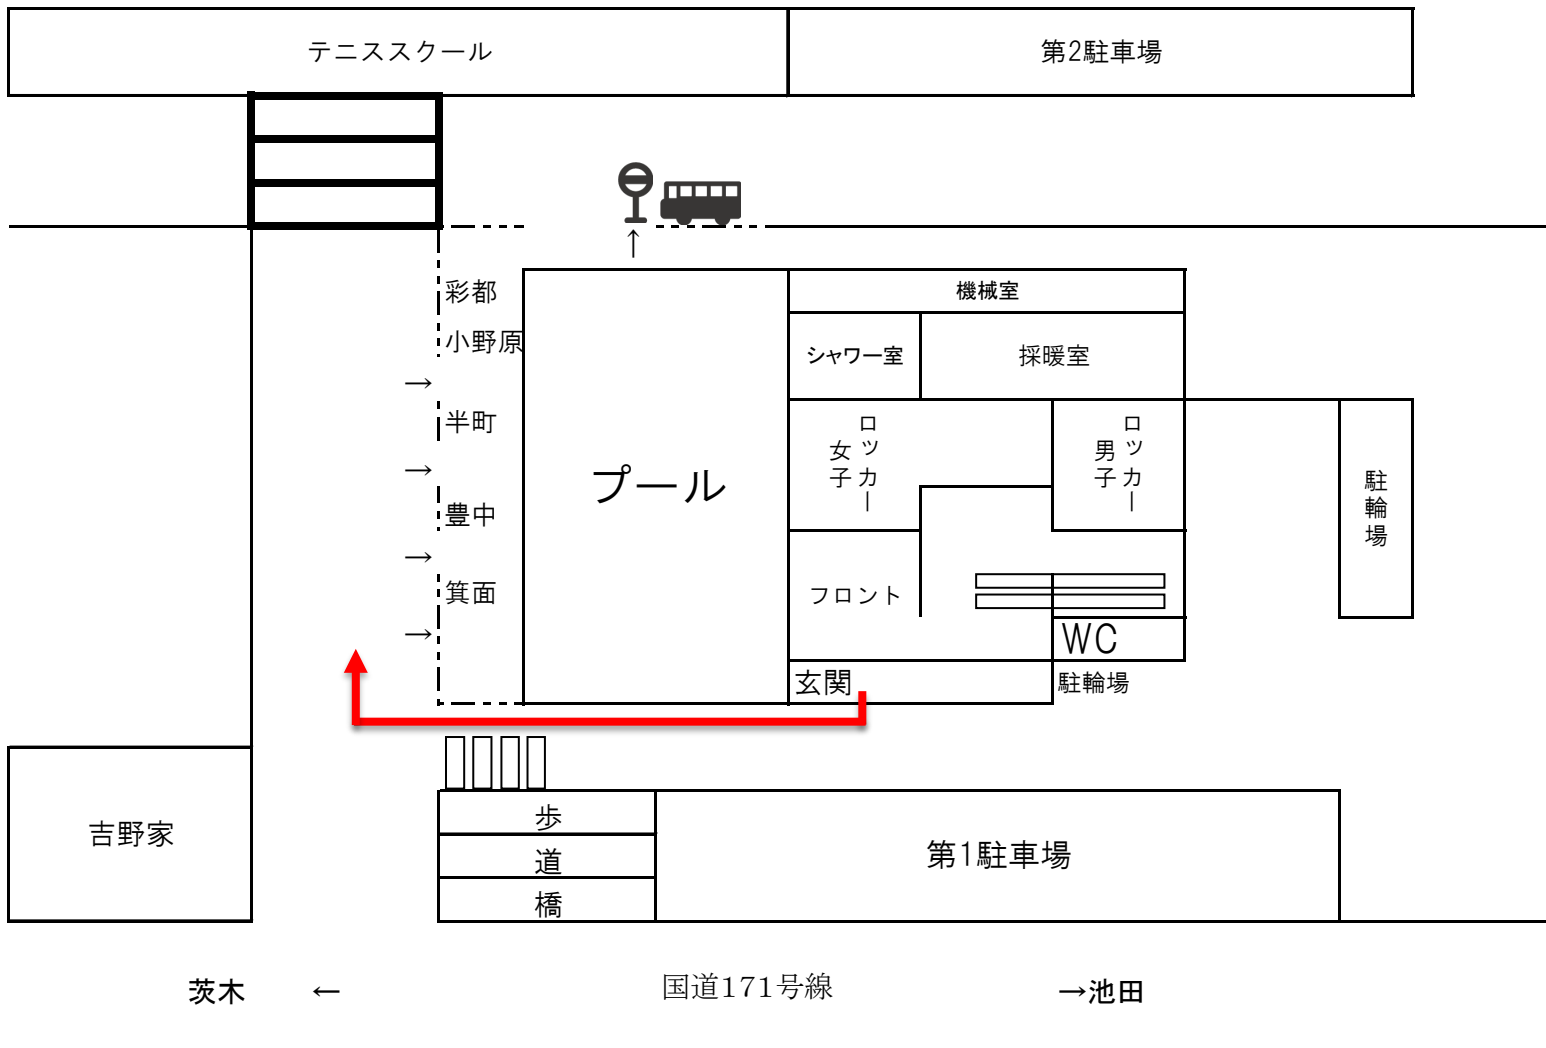 テニススクール
第2駐車場
↑
彩都
小野原
→
半町
→
豊中
→
箕面
→
プール
機械室
シャワー室
採暖室
女子
ロッカー
男子
ロッカー
駐輪場
フロント
WC
玄関
駐輪場
吉野家
歩
道
橋
第1駐車場
茨木 ←
国道171号線
→池田